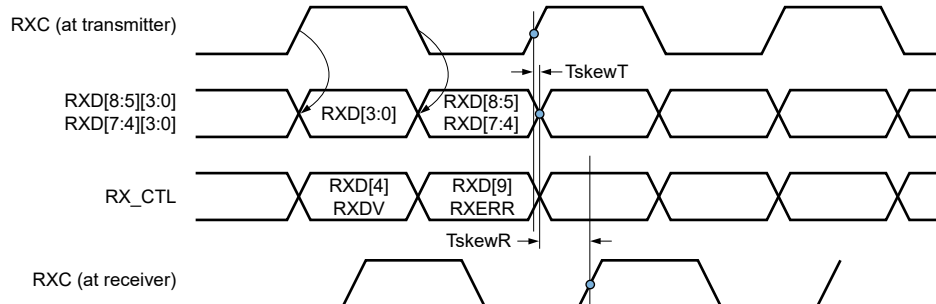 RXC (at transmitter)
TskewT
RXD[8:5][3:0]
RXD[7:4][3:0]
RXD[3:0]
RXD[8:5]
RXD[7:4]
RX_CTL
RXD[4]
RXDV
RXD[9]
RXERR
TskewR
RXC (at receiver)